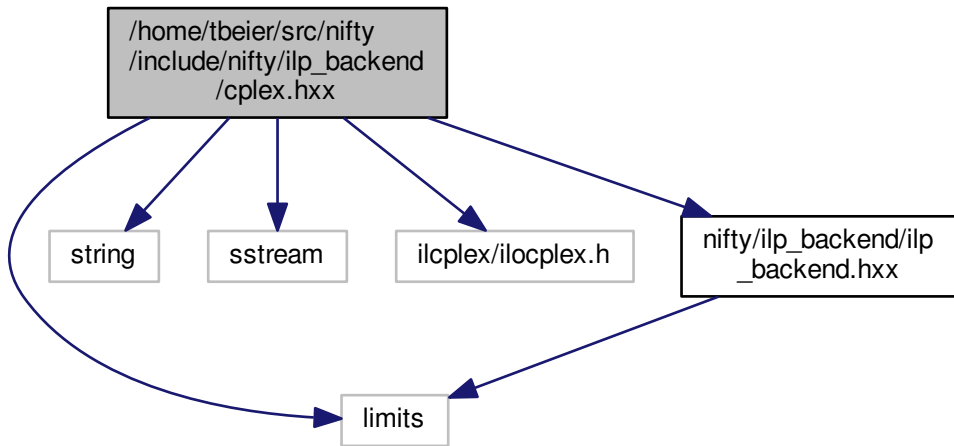 /home/tbeier/src/nifty
/include/nifty/ilp_backend
/cplex.hxx
string
sstream
ilcplex/ilocplex.h
nifty/ilp_backend/ilp
_backend.hxx
limits